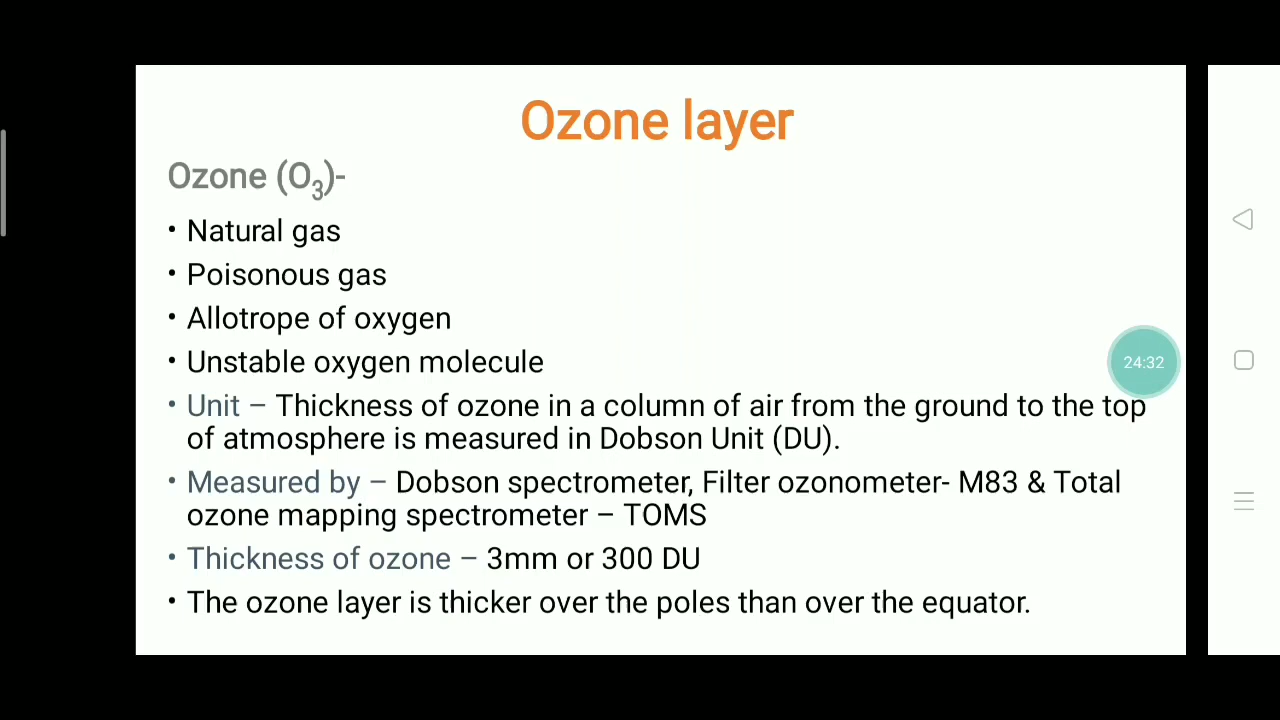 Ozone layer
Ozone (O₃)-
• Natural gas
• Poisonous gas
• Allotrope of oxygen
• Unstable oxygen molecule
• Unit – Thickness of ozone in a column of air from the ground to the top
of atmosphere is measured in Dobson Unit (DU).
• Measured by – Dobson spectrometer, Filter ozonometer- M83 & Total
ozone mapping spectrometer – TOMS
• Thickness of ozone – 3mm or 300 DU
• The ozone layer is thicker over the poles than over the equator.
24:32